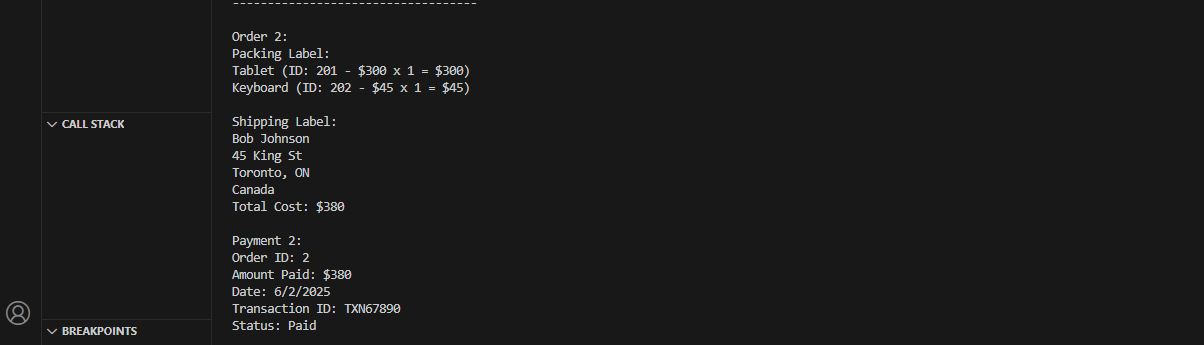 ----------------------------------
Order 2:
Packing Label:
Tablet (ID: 201 - $300 x 1 = $300)
Keyboard (ID: 202 - $45 x 1 = $45)
CALL STACK
Shipping Label:
Bob Johnson
45 King St
Toronto, ON
Canada
Total Cost: $380
Payment 2:
Order ID: 2
Amount Paid: $380
Date: 6/2/2025
Transaction ID: TXN67890
Status: Paid
BREAKPOINTS